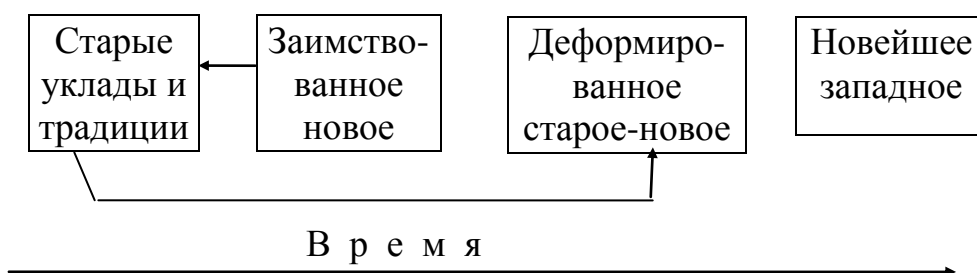 Старые
уклады и
традиции
Заимство-
ванное
новое
Деформиро-
ванное
старое-новое
Новейшее
западное
В р е м я